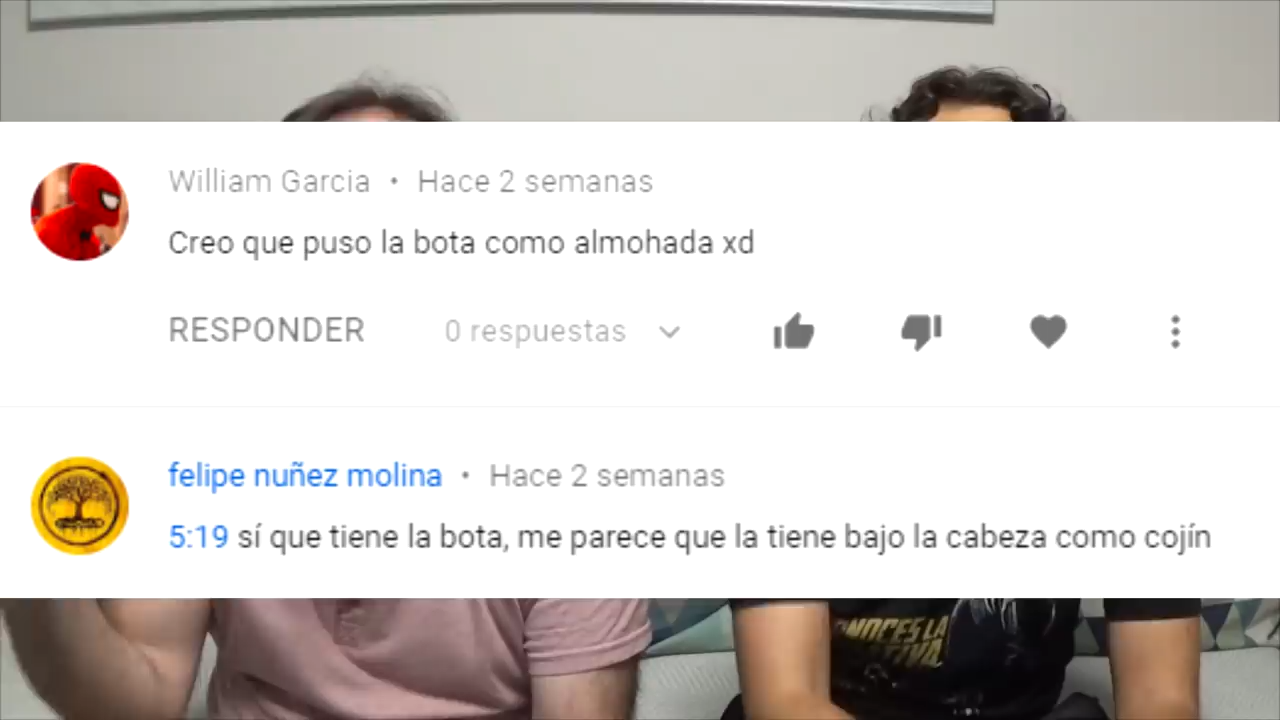 William Garcia • Hace 2 semanas
Creo que puso la bota como almohada xd
RESPONDER 0 respuestas
felipe nuñez molina • Hace 2 semanas
5:19 sí que tiene la bota, me parece que la tiene bajo la cabeza como cojín
LA